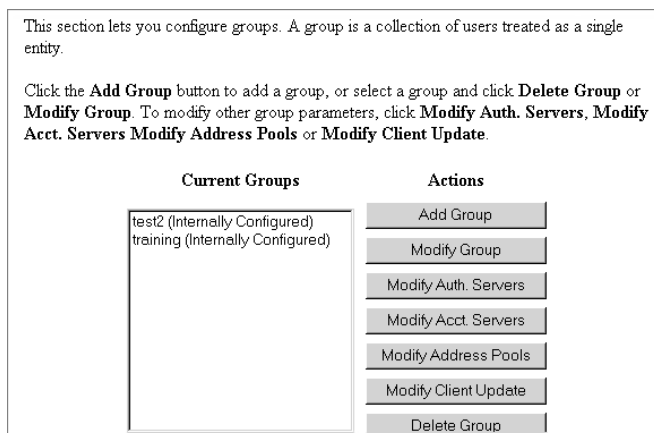 This section lets you configure groups. A group is a collection of users treated as a single
entity.
Click the Add Group button to add a group, or select a group and click Delete Group or
Modify Group. To modify other group parameters, click Modify Auth. Servers, Modify
Acct. Servers Modify Address Pools or Modify Client Update.
Current Groups
Actions
test2 (Internally Configured)
training (Internally Configured)
Add Group
Modify Group
Modify Auth. Servers
Modify Acct. Servers
Modify Address Pools
Modify Client Update
Delete Group